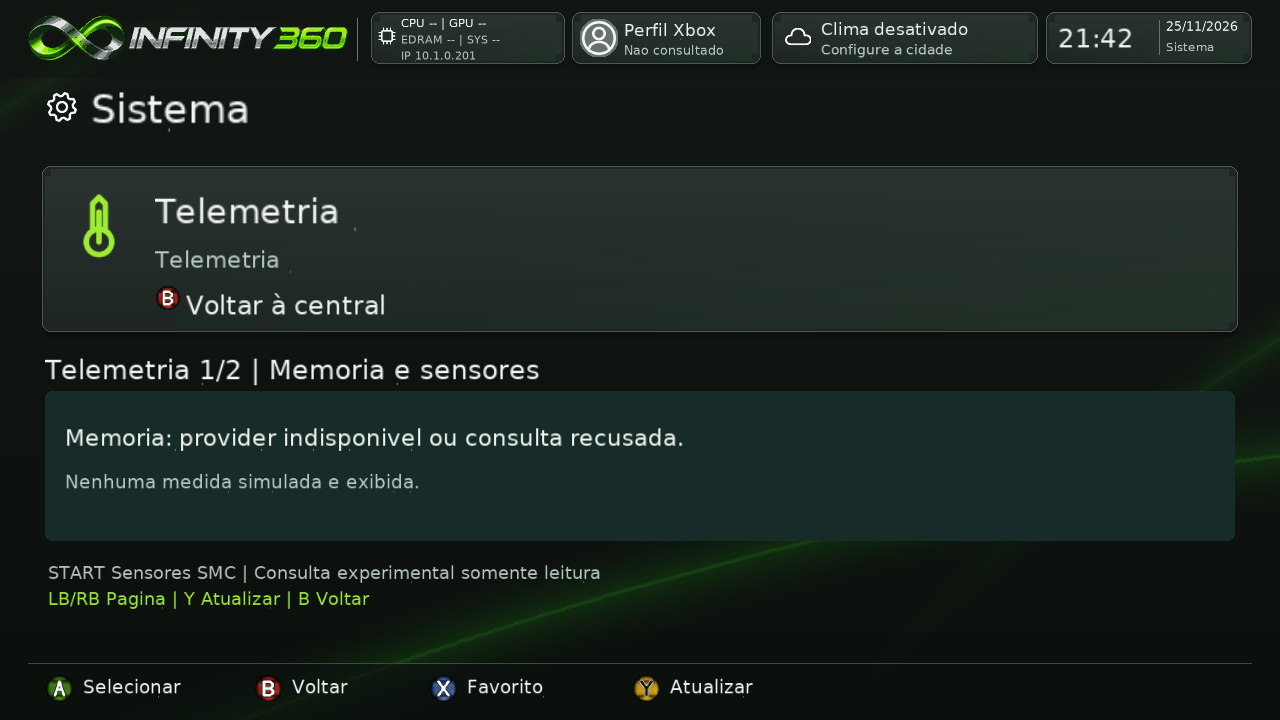 INFINITY 360
CPU -- | GPU --
EDRAM -- | SYS --
IP 10.1.0.201
Perfil Xbox
Nao consultado
Clima desativado
Configure a cidade
21:42
25/11/2026
Sistema
Sistema
Telemetria
Telemetria
B Voltar à central
Telemetria 1/2 | Memoria e sensores
Memoria: provider indisponivel ou consulta recusada.
Nenhuma medida simulada e exibida.
START Sensores SMC | Consulta experimental somente leitura
LB/RB Pagina | Y Atualizar | B Voltar
A Selecionar B Voltar X Favorito Y Atualizar